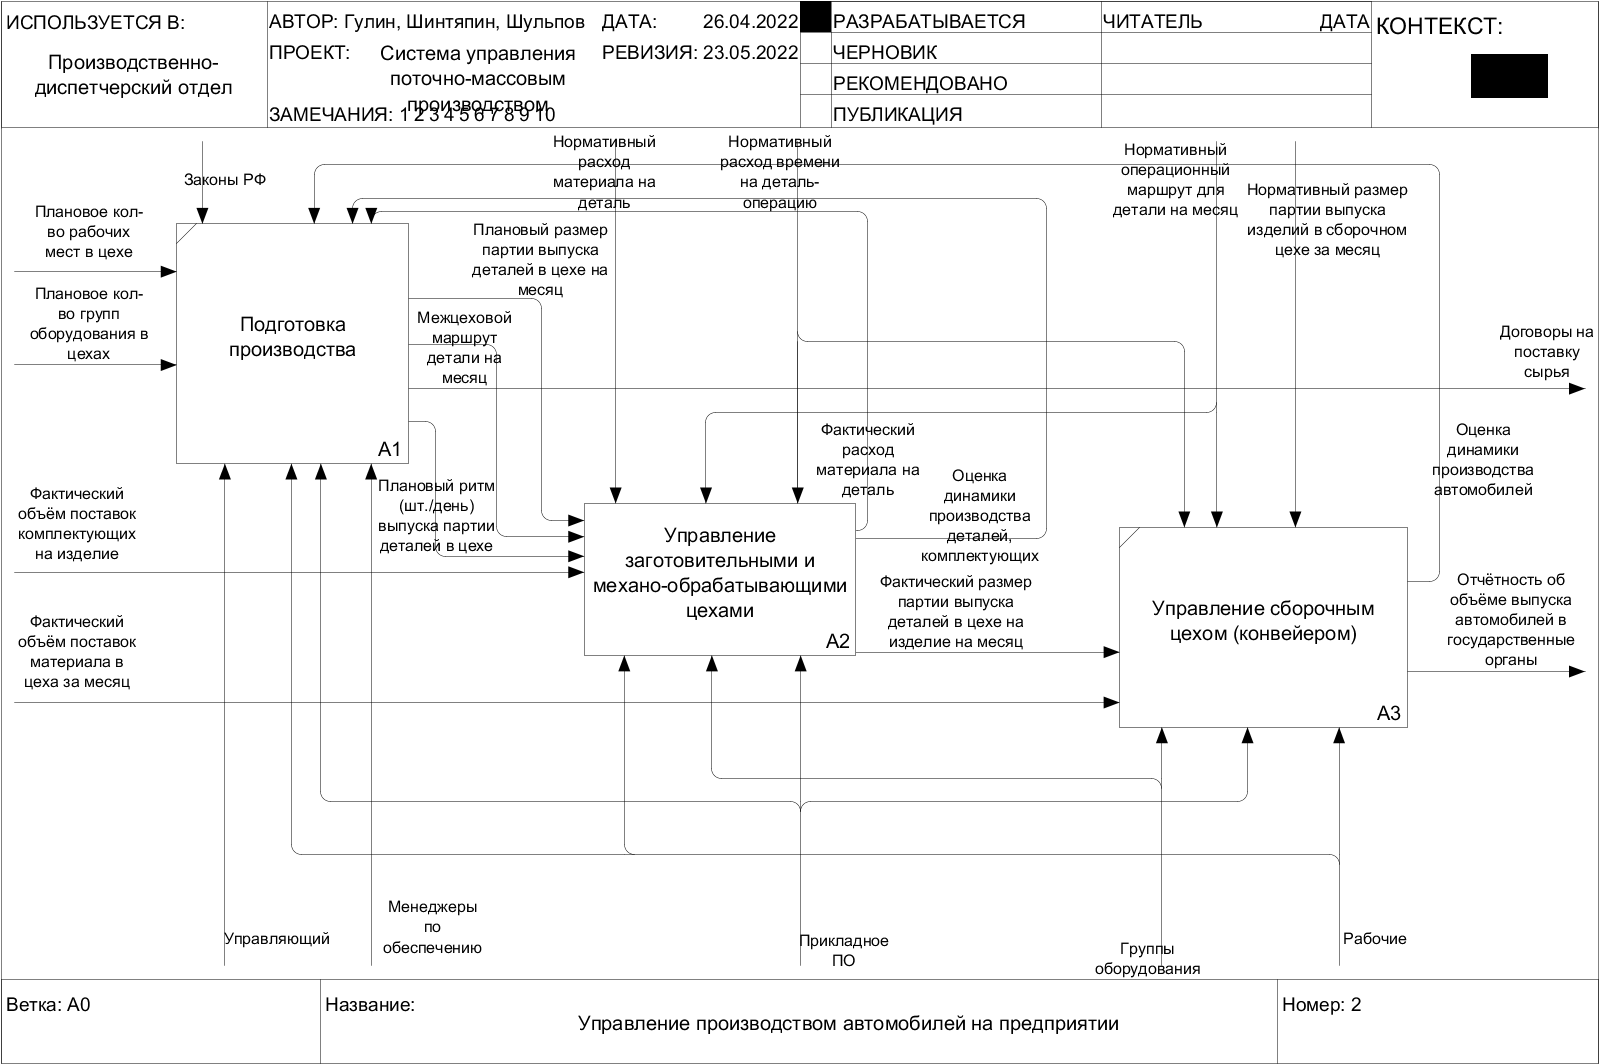 ИСПОЛЬЗУЕТСЯ В:
Производственно-
диспетчерский отдел
АВТОР: Гулин, Шинтяпин, Шульпов
ДАТА: 26.04.2022
ПРОЕКТ: Система управления
поточно-массовым
производством
РЕВИЗИЯ: 23.05.2022
ЗАМЕЧАНИЯ: 1 2 3 4 5 6 7 8 9 10
РАЗРАБАТЫВАЕТСЯ
ЧЕРНОВИК
РЕКОМЕНДОВАНО
ПУБЛИКАЦИЯ
ЧИТАТЕЛЬ
ДАТА
КОНТЕКСТ:
Законы РФ
Нормативный
расход
материала на
деталь
Нормативный
расход времени
на деталь-
операцию
Нормативный
операционный
маршрут для
детали на месяц
Нормативный размер
партии выпуска
изделий в сборочном
цехе за месяц
Плановое кол-
во рабочих
мест в цехе
Плановое кол-
во групп
оборудования в
цехах
Подготовка
производства
A1
Плановый размер
партии выпуска
деталей в цехе на
месяц
Межцеховой
маршрут
детали на
месяц
Договоры на
поставку
сырья
Плановый ритм
(шт./день)
выпуска партии
деталей в цехе
Фактический
объём поставок
комплектующих
на изделие
Фактический
объём поставок
материала в
цеха за месяц
Фактический
расход
материала на
деталь
Оценка
динамики
производства
деталей,
комплектующих
Управление
заготовительными и
механо-обрабатывающими
цехами
A2
Фактический размер
партии выпуска
деталей в цехе на
изделие на месяц
Оценка
динамики
производства
автомобилей
Управление сборочным
цехом (конвейером)
A3
Отчётность об
объёме выпуска
автомобилей в
государственные
органы
Управляющий
Менеджеры
по
обеспечению
Прикладное
ПО
Группы
оборудования
Рабочие
Ветка: A0
Название:
Управление производством автомобилей на предприятии
Номер: 2